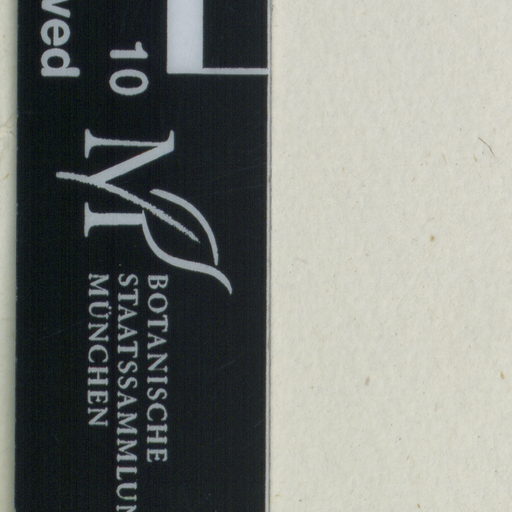 ved
10
BOTANISCHE
STAATSSAMMLUN
MÜNCHEN